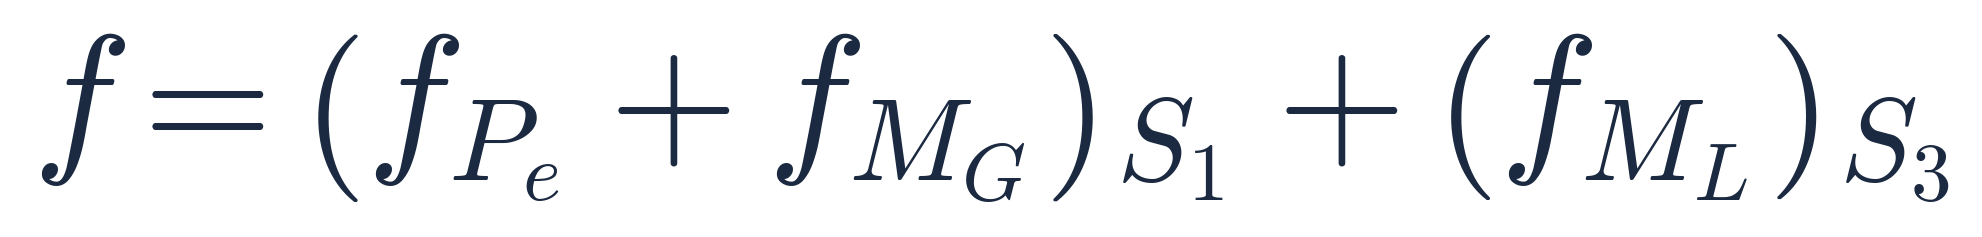 f = (f_{P_e} + f_{M_G})_{S_1} + (f_{M_L})_{S_3}